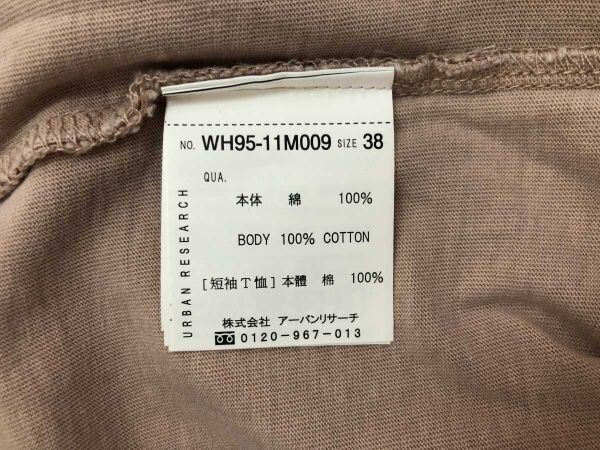 NO. WH95-11M009 SIZE 38
QUA.
本体 綿 100%
BODY 100% COTTON
[短袖T恤]本體 棉 100%
株式会社 アーバンリサーチ
0120-967-013
URBAN RESEARCH